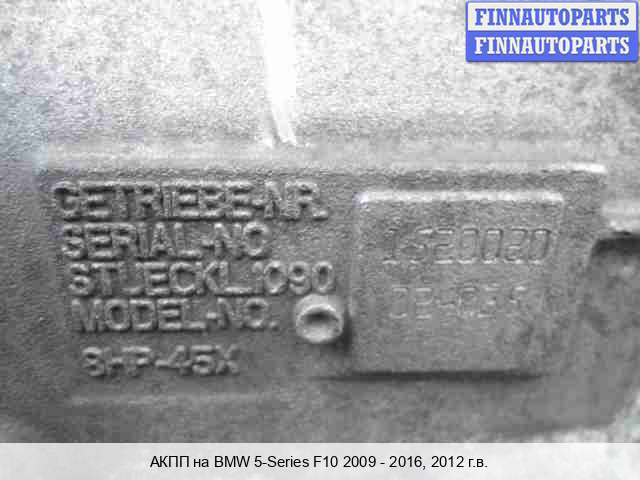 FINNAUTOPARTS
FINNAUTOPARTS
GETRIEBE-NR.
SERIAL-NO
STUECKL.1090
MODEL-NO.
8HP-45X
АКПП на BMW 5-Series F10 2009 - 2016, 2012 г.в.